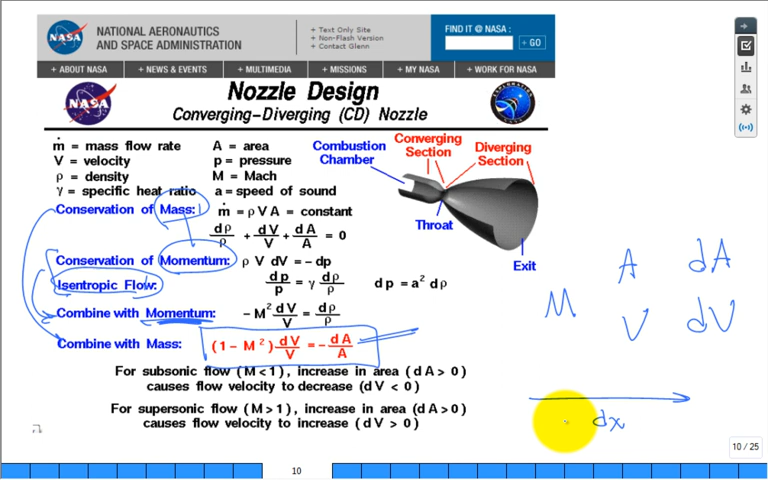 NASA
NATIONAL AERONAUTICS
AND SPACE ADMINISTRATION
+ Text Only Site
+ Non-Flash Version
+ Contact Glenn
FIND IT @ NASA :
+ GO
+ ABOUT NASA
+ NEWS & EVENTS
+ MULTIMEDIA
+ MISSIONS
+ MY NASA
+ WORK FOR NASA
NASA
Nozzle Design
Converging-Diverging (CD) Nozzle
ṁ = mass flow rate A = area
V = velocity p = pressure
ρ = density M = Mach
γ = specific heat ratio a = speed of sound
Combustion
Chamber
Converging
Section
Diverging
Section
Throat
Exit
Conservation of Mass: ṁ = ρ V A = constant
dρ/ρ + dV/V + dA/A = 0
Conservation of Momentum: ρ V dV = - dp
Isentropic Flow: dp/p = γ dρ/ρ dp = a² dρ
Combine with Momentum: - M² dV/V = dρ/ρ
Combine with Mass: (1 - M²) dV/V = - dA/A
For subsonic flow (M < 1), increase in area (dA > 0)
causes flow velocity to decrease (dV < 0)
For supersonic flow (M > 1), increase in area (dA > 0)
causes flow velocity to increase (dV > 0)
A dA
M
V dV
dx
10 / 25
10